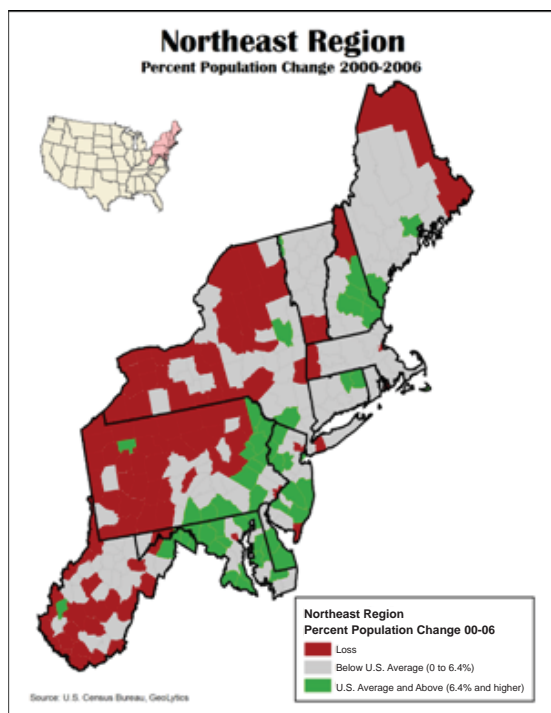 Northeast Region
Percent Population Change 2000-2006
Northeast Region
Percent Population Change 00-06
Loss
Below U.S. Average (0 to 6.4%)
U.S. Average and Above (6.4% and higher)
Source: U.S. Census Bureau, GeoLytics